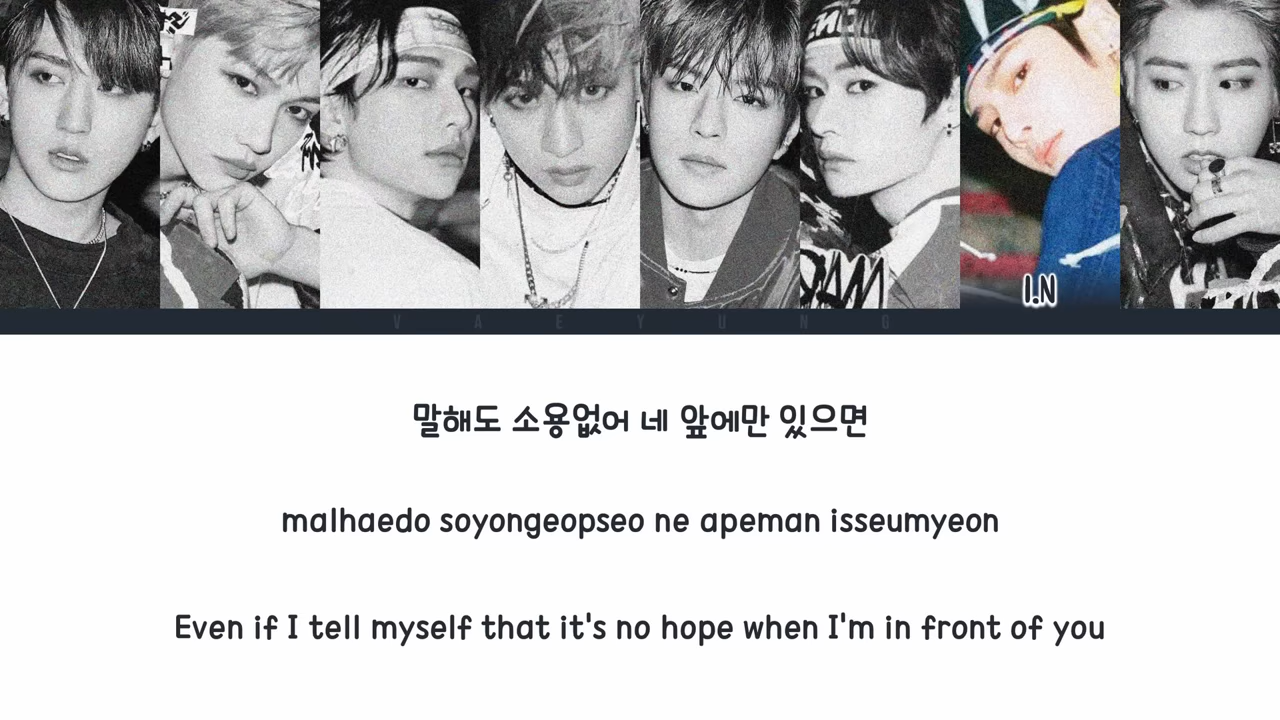 I.N
VAEYUNG
말해도 소용없어 네 앞에만 있으면
malhaedo soyongeopseo ne apeman isseumyeon
Even if I tell myself that it's no hope when I'm in front of you